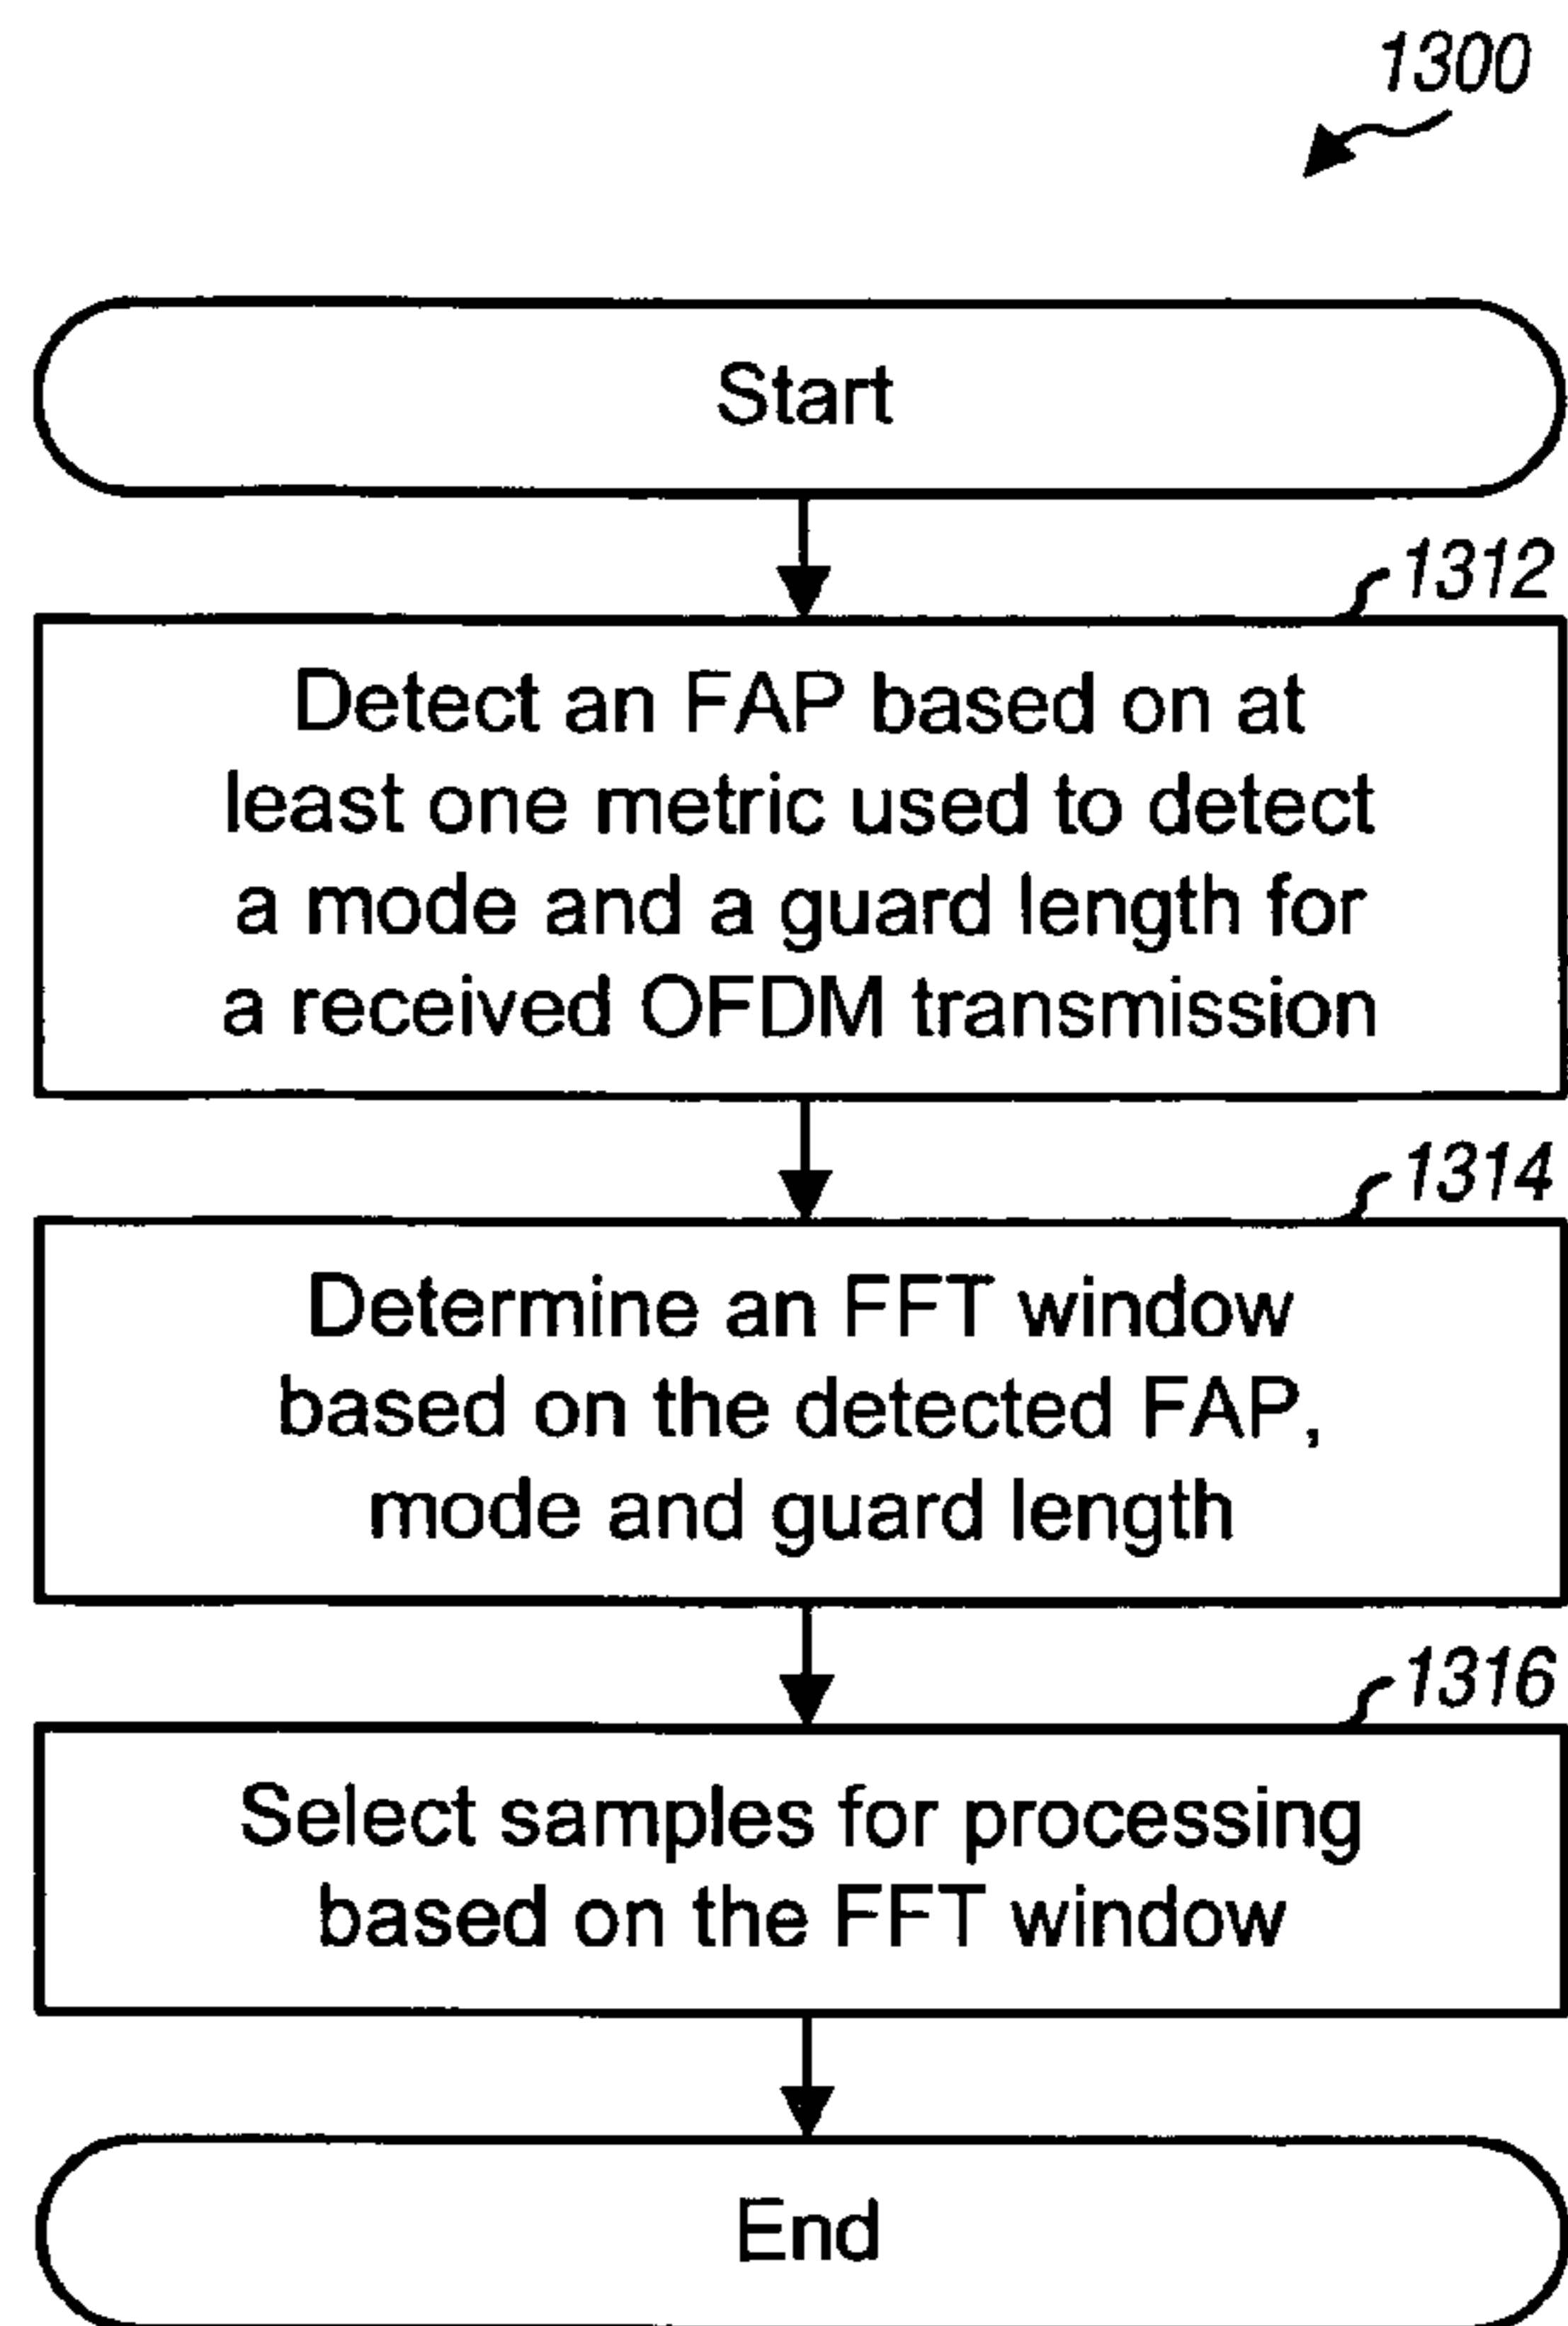 1300
Start
1312
Detect an FAP based on at
least one metric used to detect
a mode and a guard length for
a received OFDM transmission
1314
Determine an FFT window
based on the detected FAP,
mode and guard length
1316
Select samples for processing
based on the FFT window
End